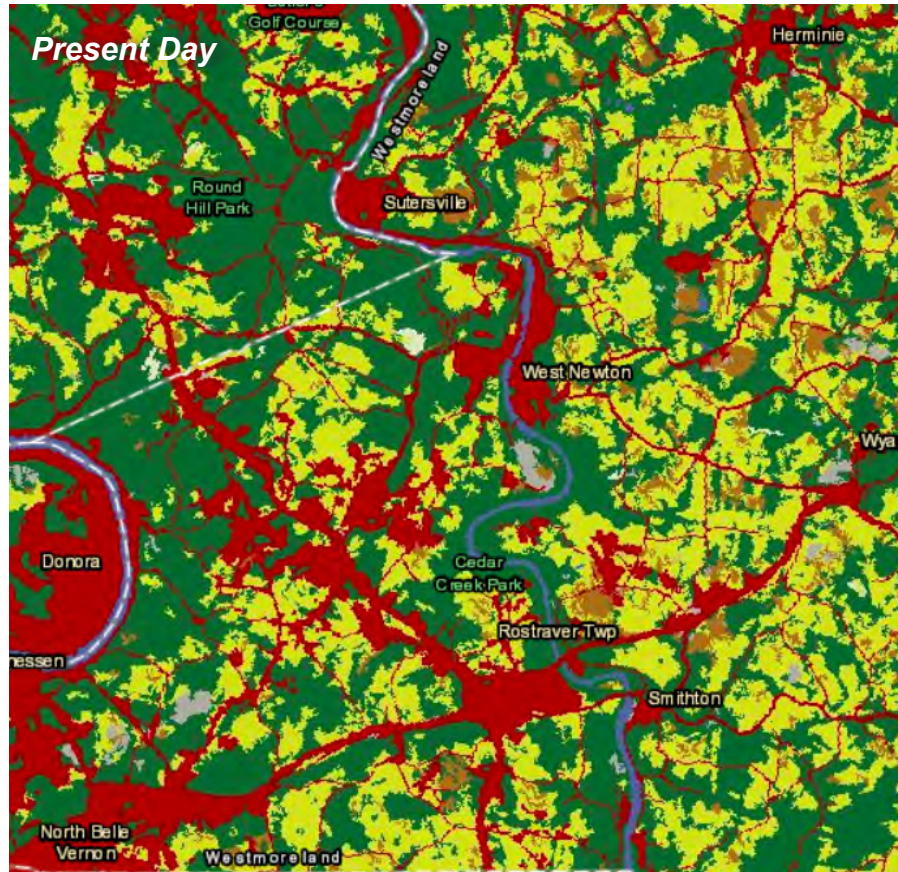 Golf Course
Present Day
Herminie
Westmoreland
Round
Hill Park
Sutersville
West Newton
Wya
Donora
Cedar
Creek Park
Rostraver Twp
nessen
Smithton
North Belle
Vernon
Westmoreland